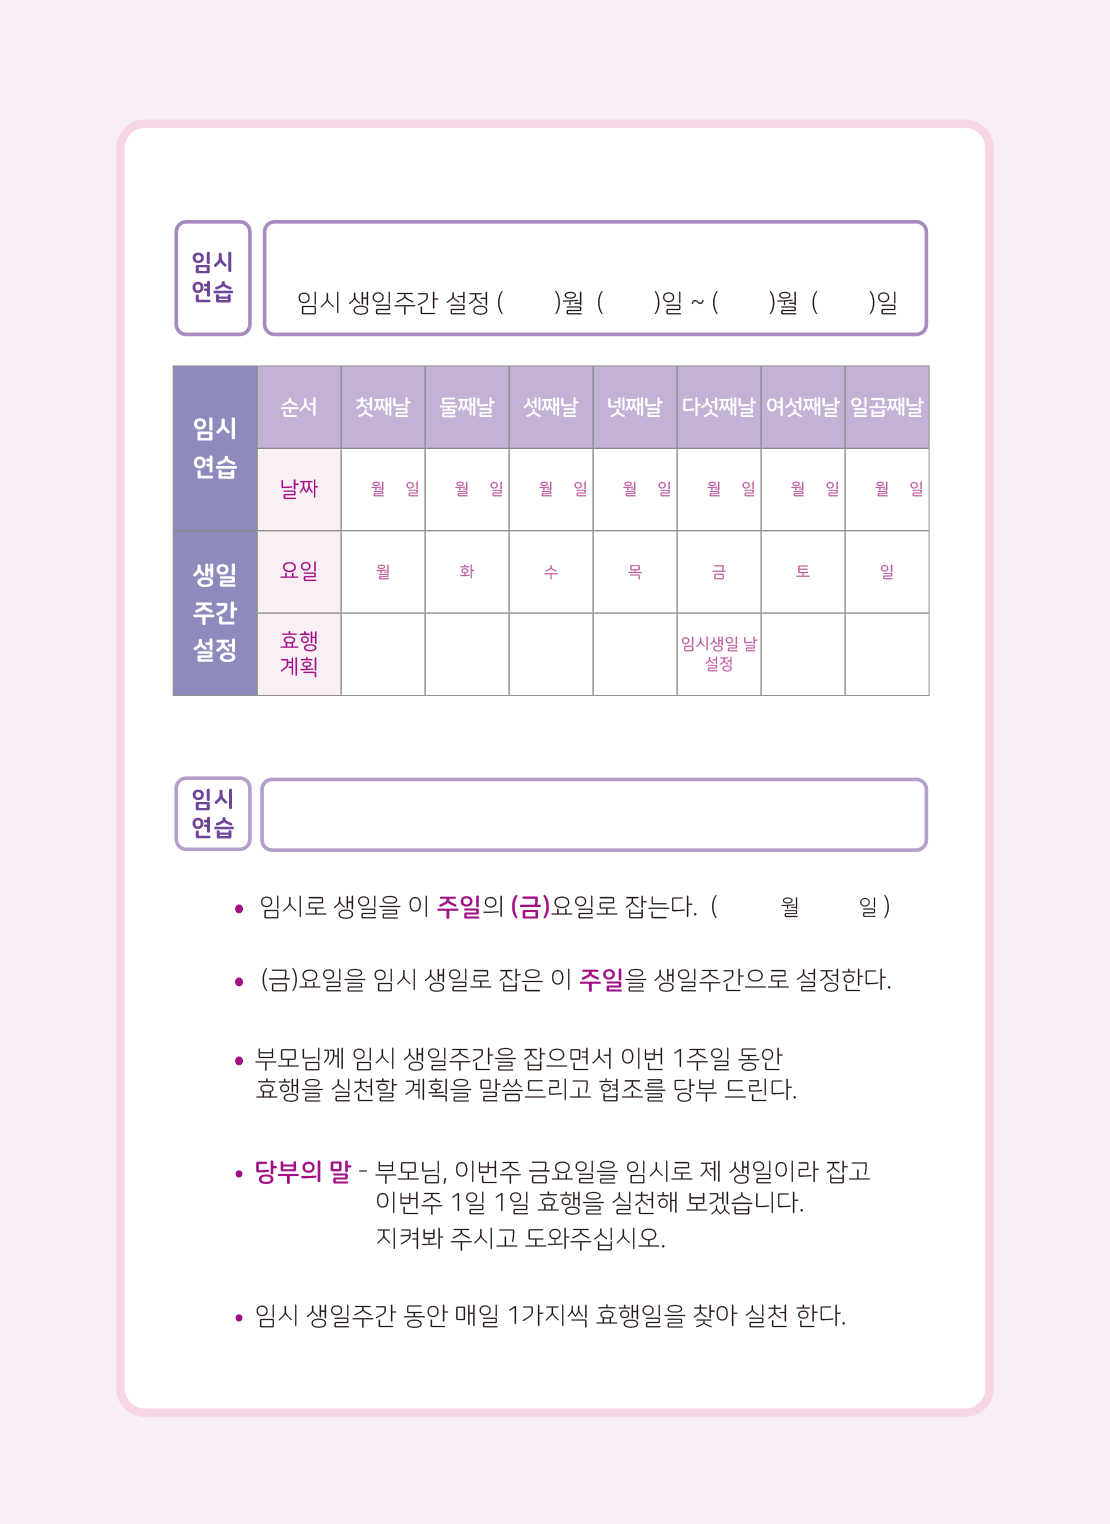 임시
연습
임시 생일주간 설정 (        )월  (        )일 ~ (        )월  (        )일
임시
연습
순서 첫째날 둘째날 셋째날 넷째날 다섯째날 여섯째날 일곱째날
날짜 월 일 월 일 월 일 월 일 월 일 월 일 월 일
생일
주간
설정
요일 월 화 수 목 금 토 일
효행
계획
임시생일 날
설정
임시
연습
• 임시로 생일을 이 주일의 (금)요일로 잡는다. (        월        일 )
• (금)요일을 임시 생일로 잡은 이 주일을 생일주간으로 설정한다.
• 부모님께 임시 생일주간을 잡으면서 이번 1주일 동안
효행을 실천할 계획을 말씀드리고 협조를 당부 드린다.
• 당부의 말 - 부모님, 이번주 금요일을 임시로 제 생일이라 잡고
이번주 1일 1일 효행을 실천해 보겠습니다.
지켜봐 주시고 도와주십시오.
• 임시 생일주간 동안 매일 1가지씩 효행일을 찾아 실천 한다.